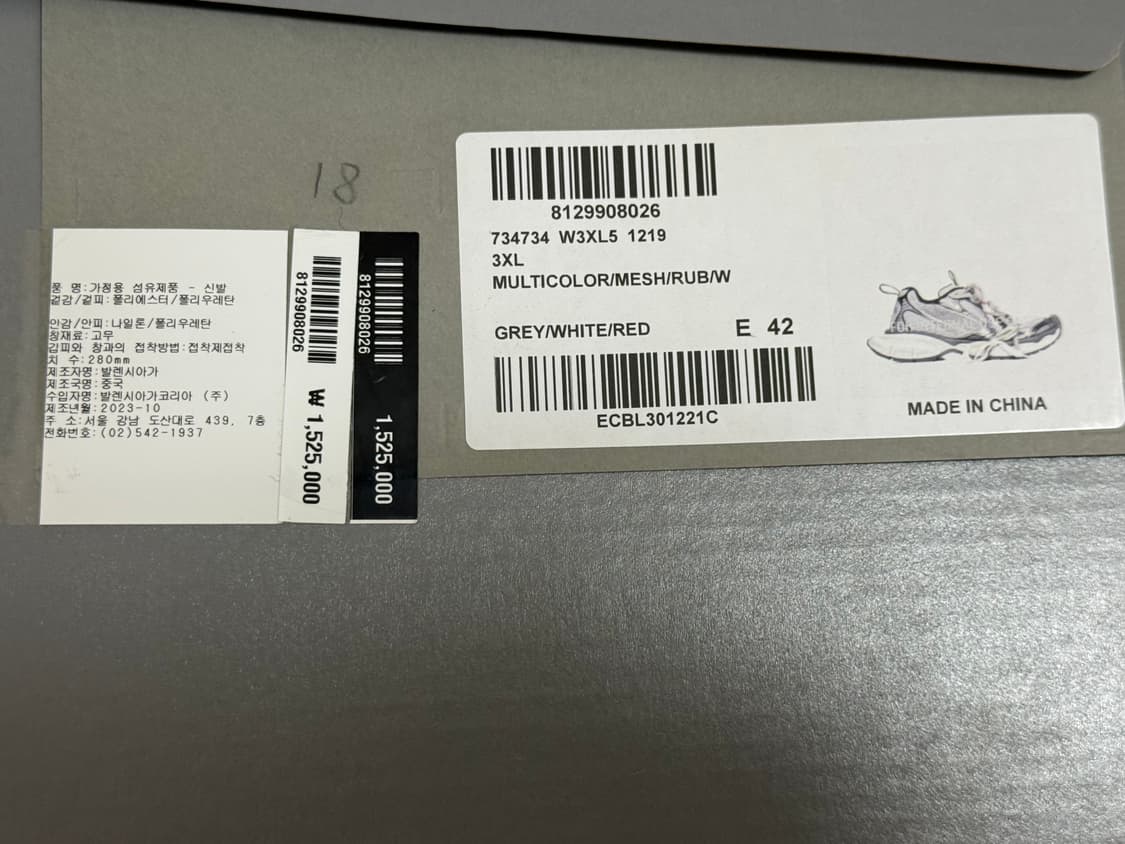 18
품 명:가정용 섬유제품 - 신발
겉감/겉피:폴리에스터/폴리우레탄
안감/안피:나일론/폴리우레탄
창재료:고무
갑피와 창과의 접착방법:접착제접착
치 수:280mm
제조자명:발렌시아가
제조국명:중국
수입자명:발렌시아가코리아 (주)
제조년월:2023-10
주 소:서울 강남 도산대로 439, 7층
전화번호:(02)542-1937
8129908026
₩ 1,525,000
8129908026
1,525,000
8129908026
734734 W3XL5 1219
3XL
MULTICOLOR/MESH/RUB/W
GREY/WHITE/RED E 42
ECBL301221C
MADE IN CHINA